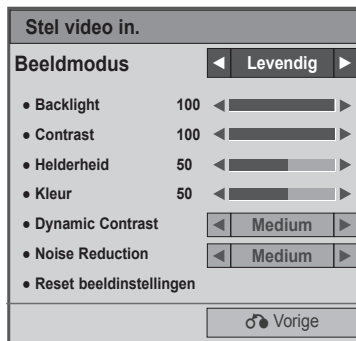 Stel video in.
Beeldmodus ◄ Levendig ►
● Backlight 100 ◄ ►
● Contrast 100 ◄ ►
● Helderheid 50 ◄ ►
● Kleur 50 ◄ ►
● Dynamic Contrast ◄ Medium ►
● Noise Reduction ◄ Medium ►
● Reset beeldinstellingen
Vorige